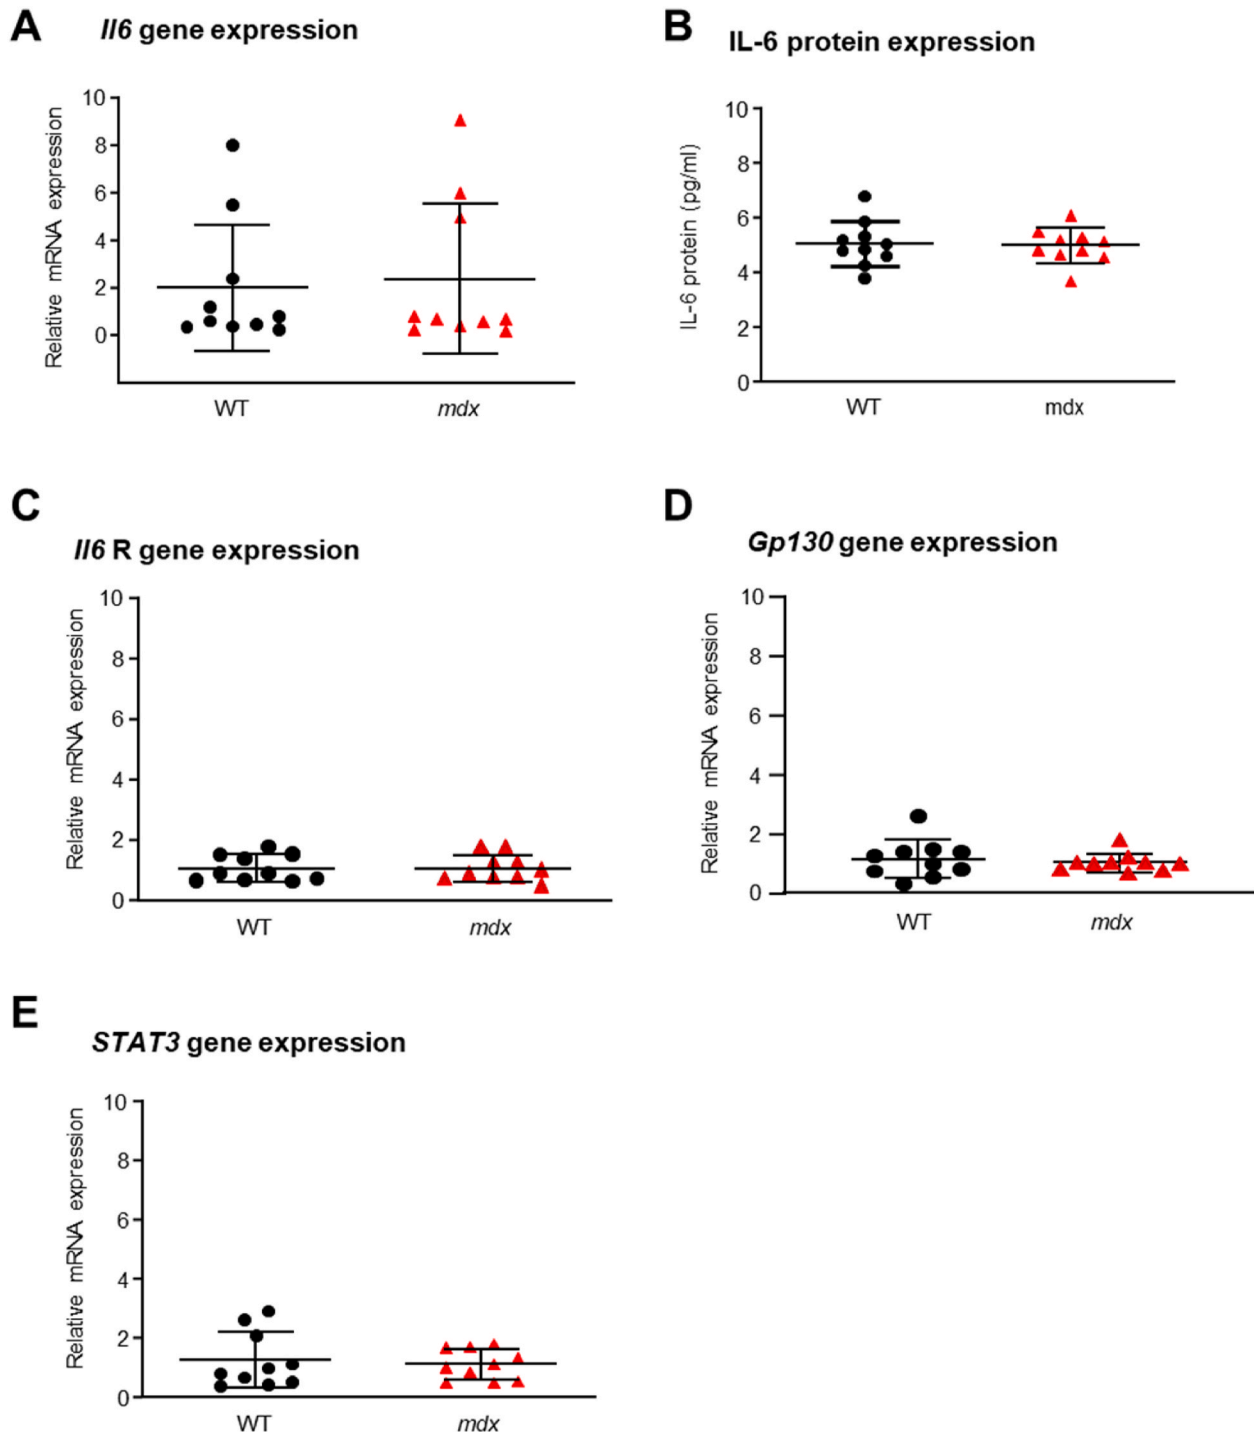 A
Il6 gene expression
Relative mRNA expression
10
8
6
4
2
0
WT
mdx
B
IL-6 protein expression
IL-6 protein (pg/ml)
10
8
6
4
2
0
WT
mdx
C
Il6 R gene expression
Relative mRNA expression
10
8
6
4
2
0
WT
mdx
D
Gp130 gene expression
Relative mRNA expression
10
8
6
4
2
0
WT
mdx
E
STAT3 gene expression
Relative mRNA expression
10
8
6
4
2
0
WT
mdx